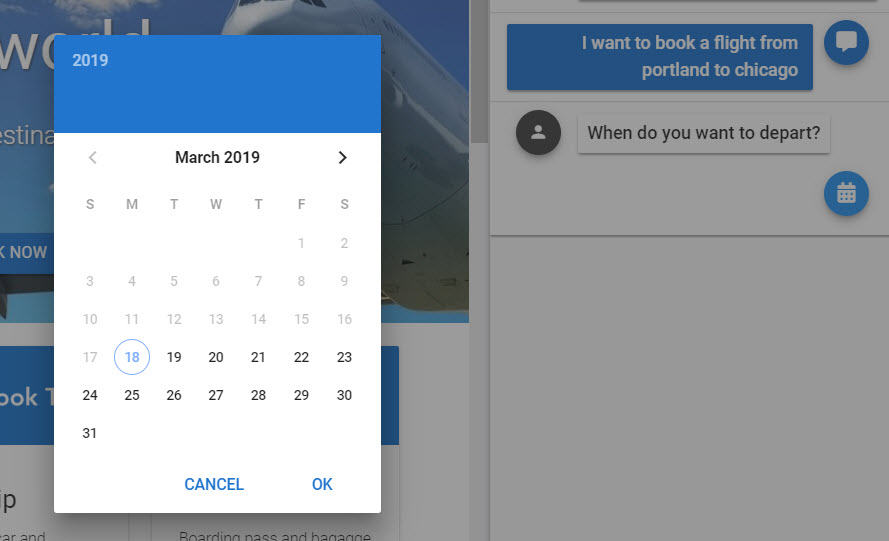 world
2019
estina
March 2019
S M T W T F S
1 2
3 4 5 6 7 8 9
10 11 12 13 14 15 16
17 18 19 20 21 22 23
24 25 26 27 28 29 30
31
CANCEL OK
K NOW
ook T
ip
car and
Boarding pass and bagagge
I want to book a flight from
portland to chicago
When do you want to depart?